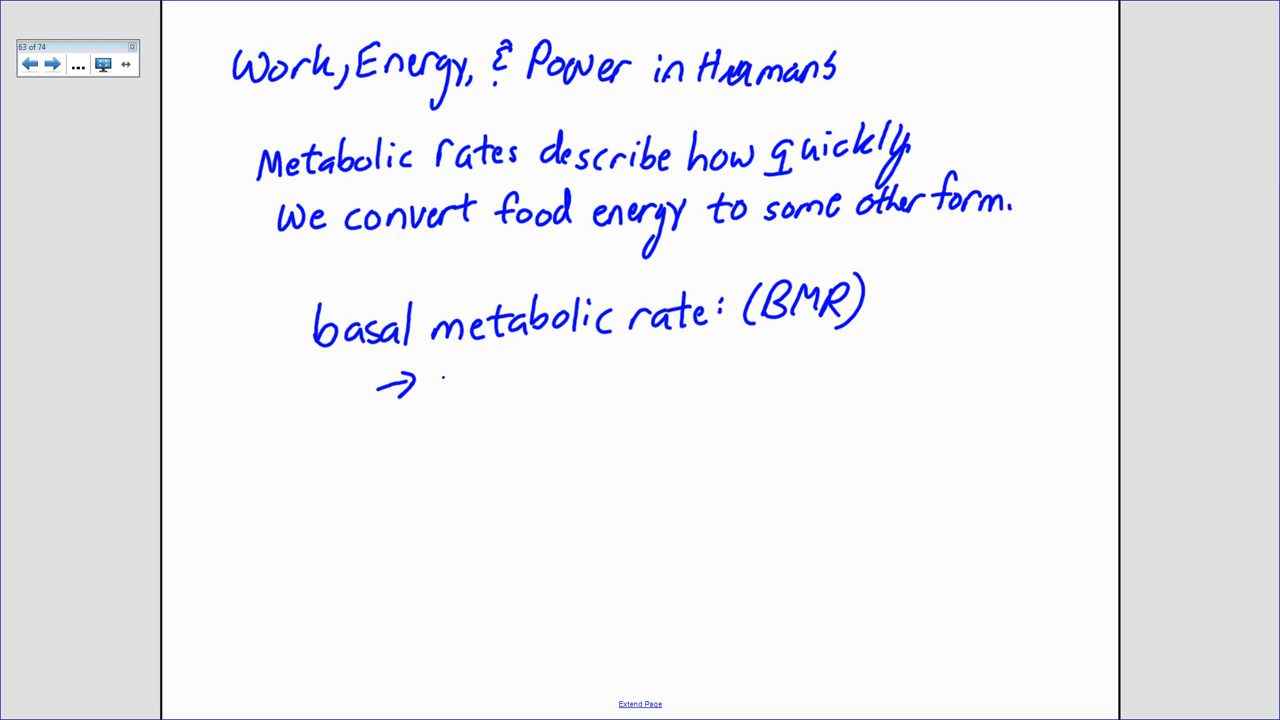 63 of 74
Work, Energy, & Power in Humans
Metabolic rates describe how quickly
we convert food energy to some other form.
basal metabolic rate: (BMR)
→
Extend Page